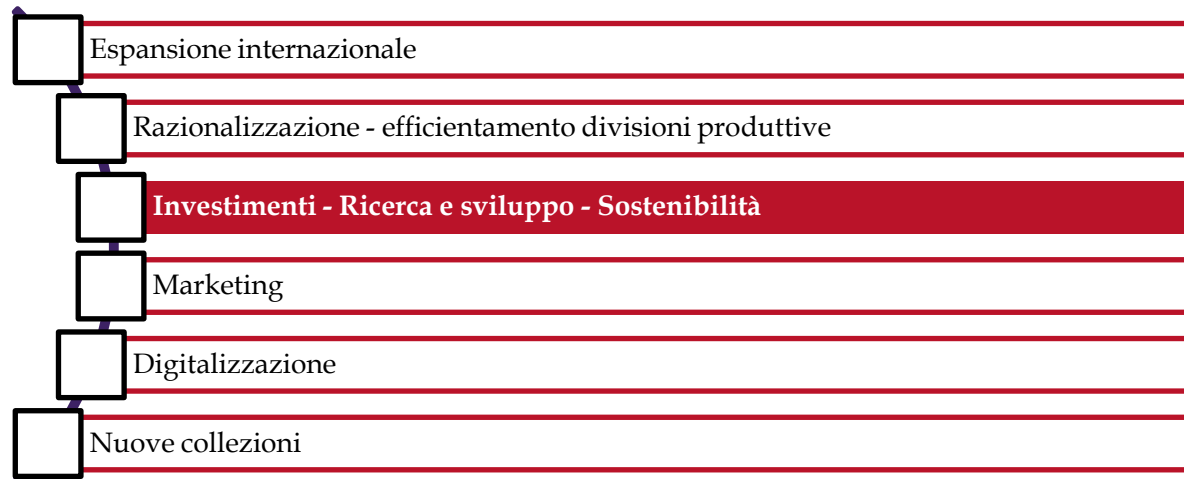 Espansione internazionale
Razionalizzazione - efficientamento divisioni produttive
Investimenti - Ricerca e sviluppo - Sostenibilità
Marketing
Digitalizzazione
Nuove collezioni